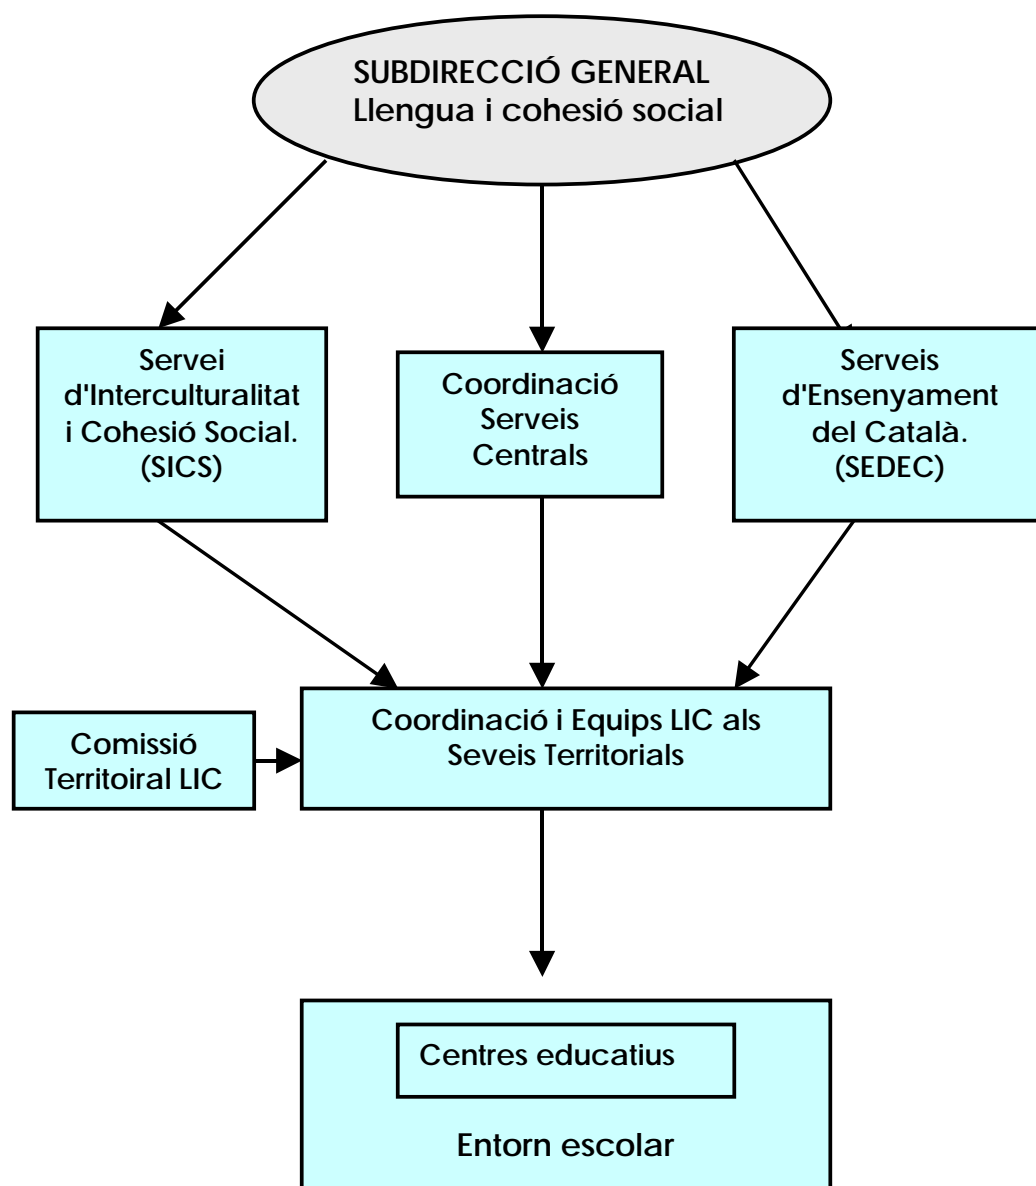 SUBDIRECCIÓ GENERAL
Llengua i cohesió social
Servei
d'Interculturalitat
i Cohesió Social.
(SICS)
Coordinació
Serveis
Centrals
Serveis
d'Ensenyament
del Català.
(SEDEC)
Comissió
Territoiral LIC
Coordinació i Equips LIC als
Seveis Territorials
Centres educatius
Entorn escolar